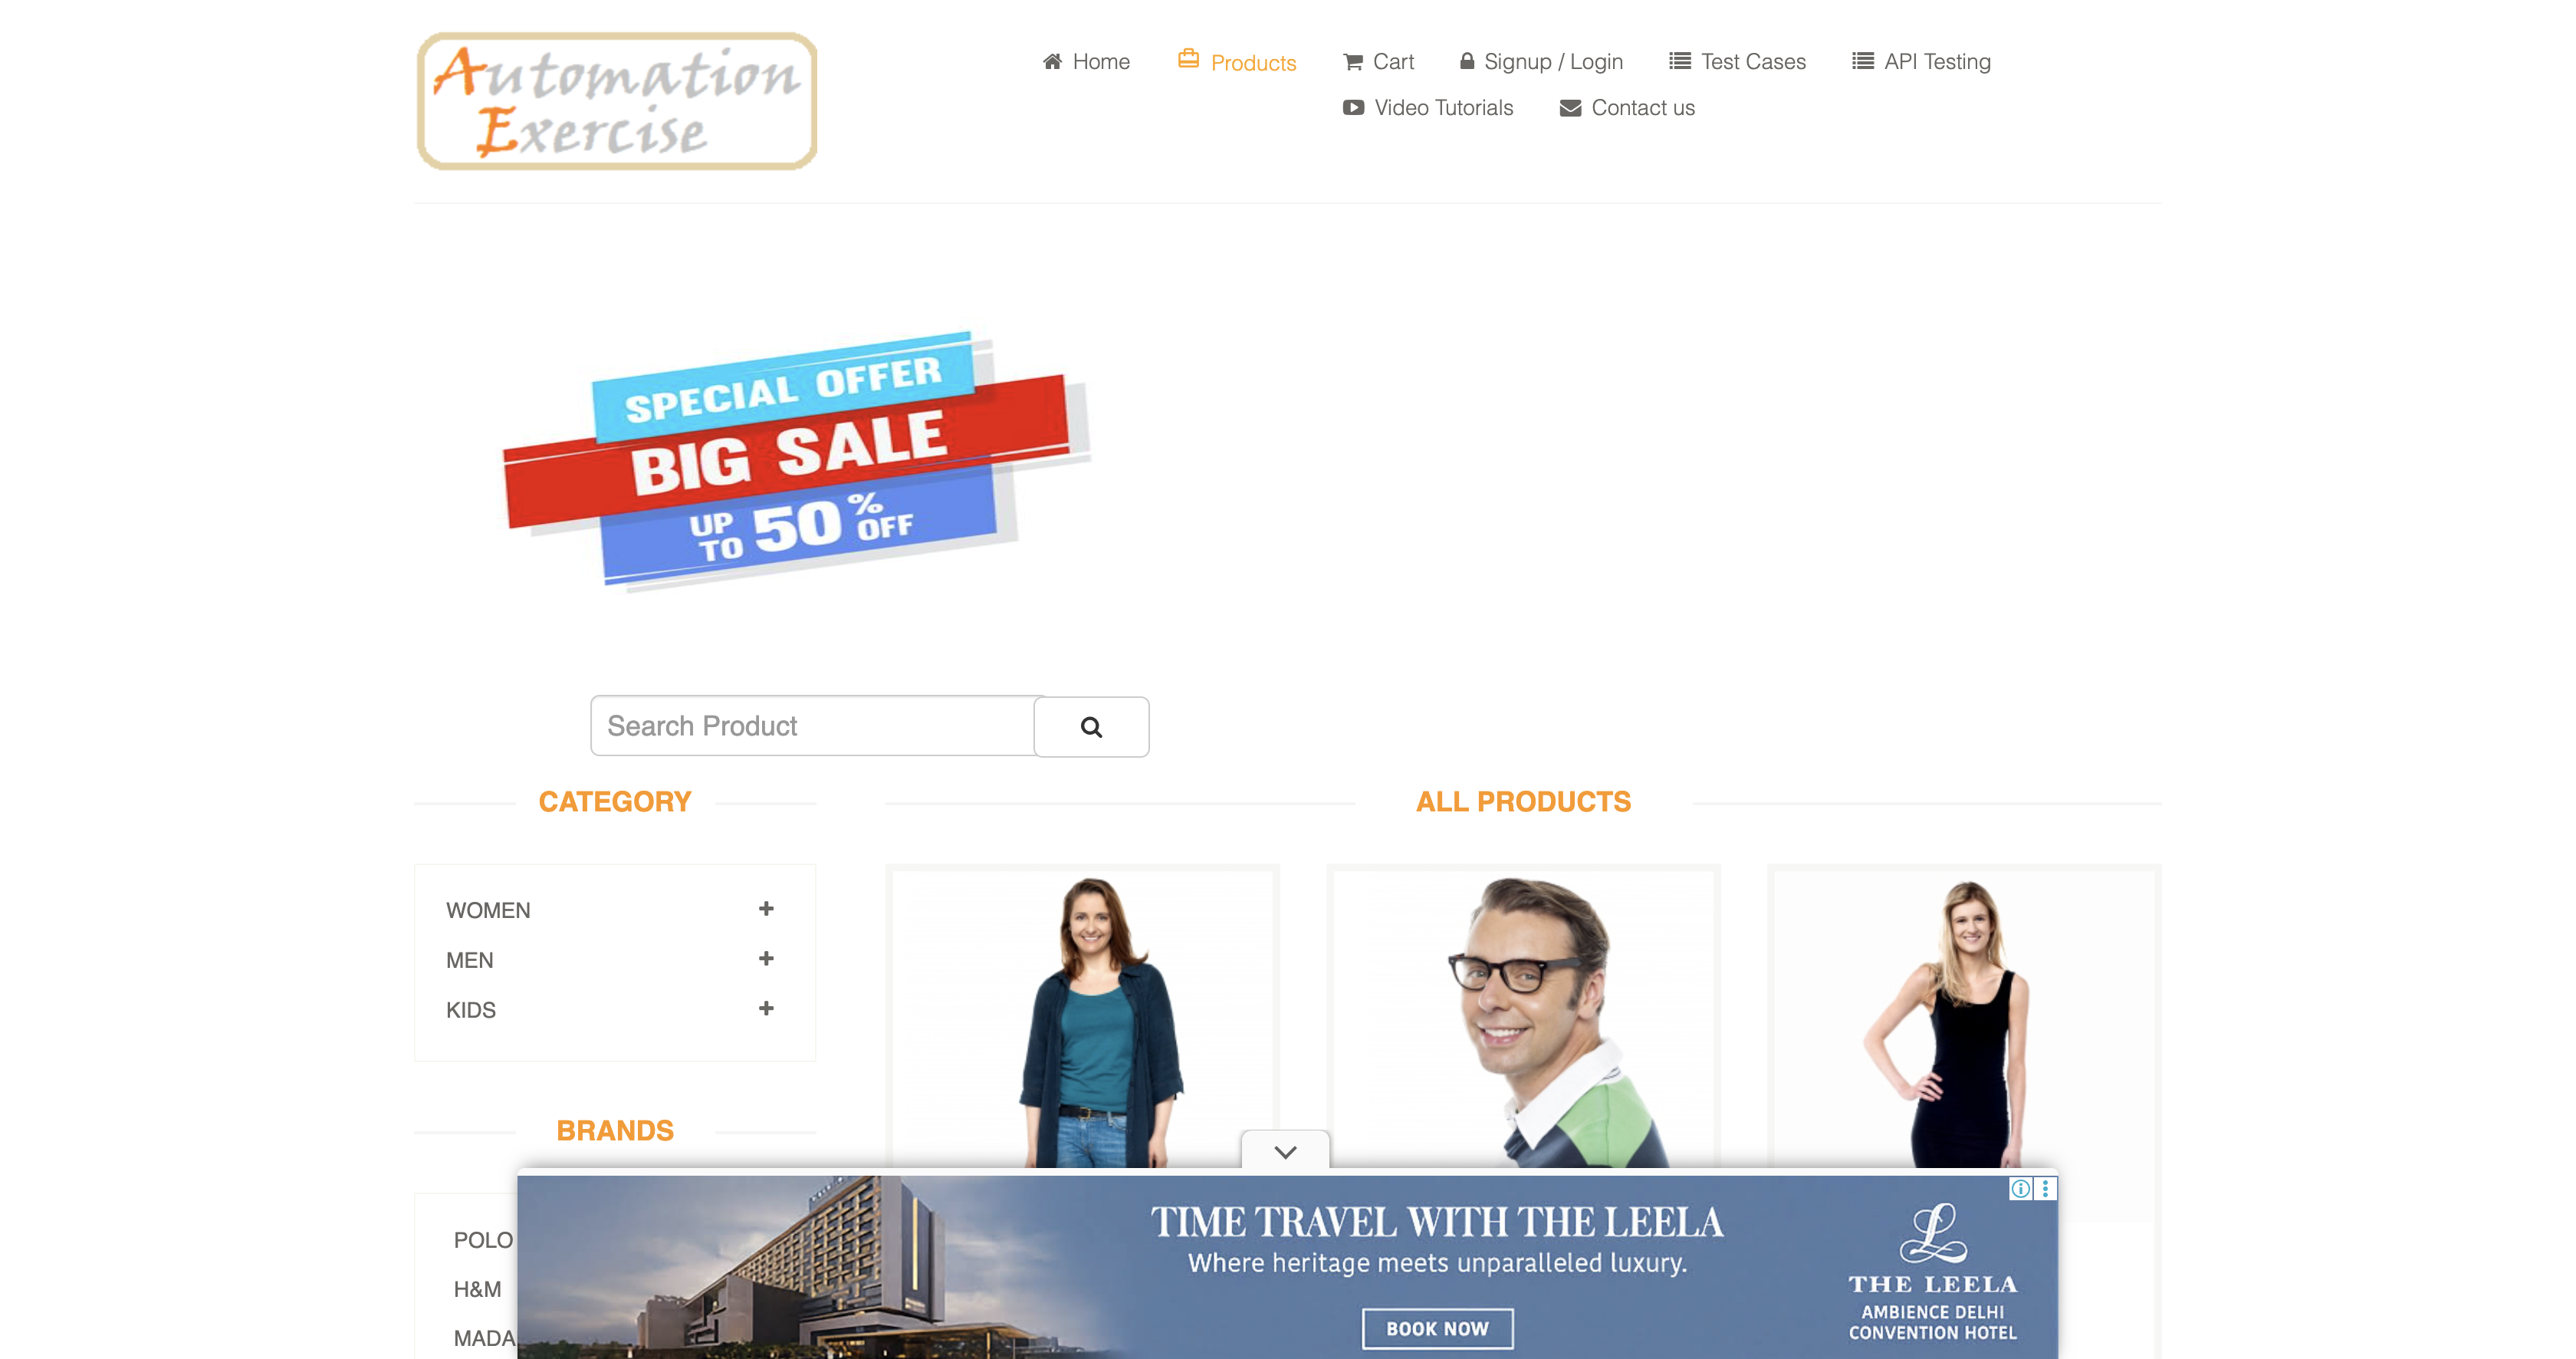 Automation
Exercise
Home
Products
Cart
Signup / Login
Test Cases
API Testing
Video Tutorials
Contact us
SPECIAL OFFER
BIG SALE
UP TO 50% OFF
Search Product
CATEGORY
WOMEN
MEN
KIDS
BRANDS
POLO
H&M
MADA
ALL PRODUCTS
TIME TRAVEL WITH THE LEELA
Where heritage meets unparalleled luxury.
BOOK NOW
THE LEELA
AMBIENCE DELHI
CONVENTION HOTEL